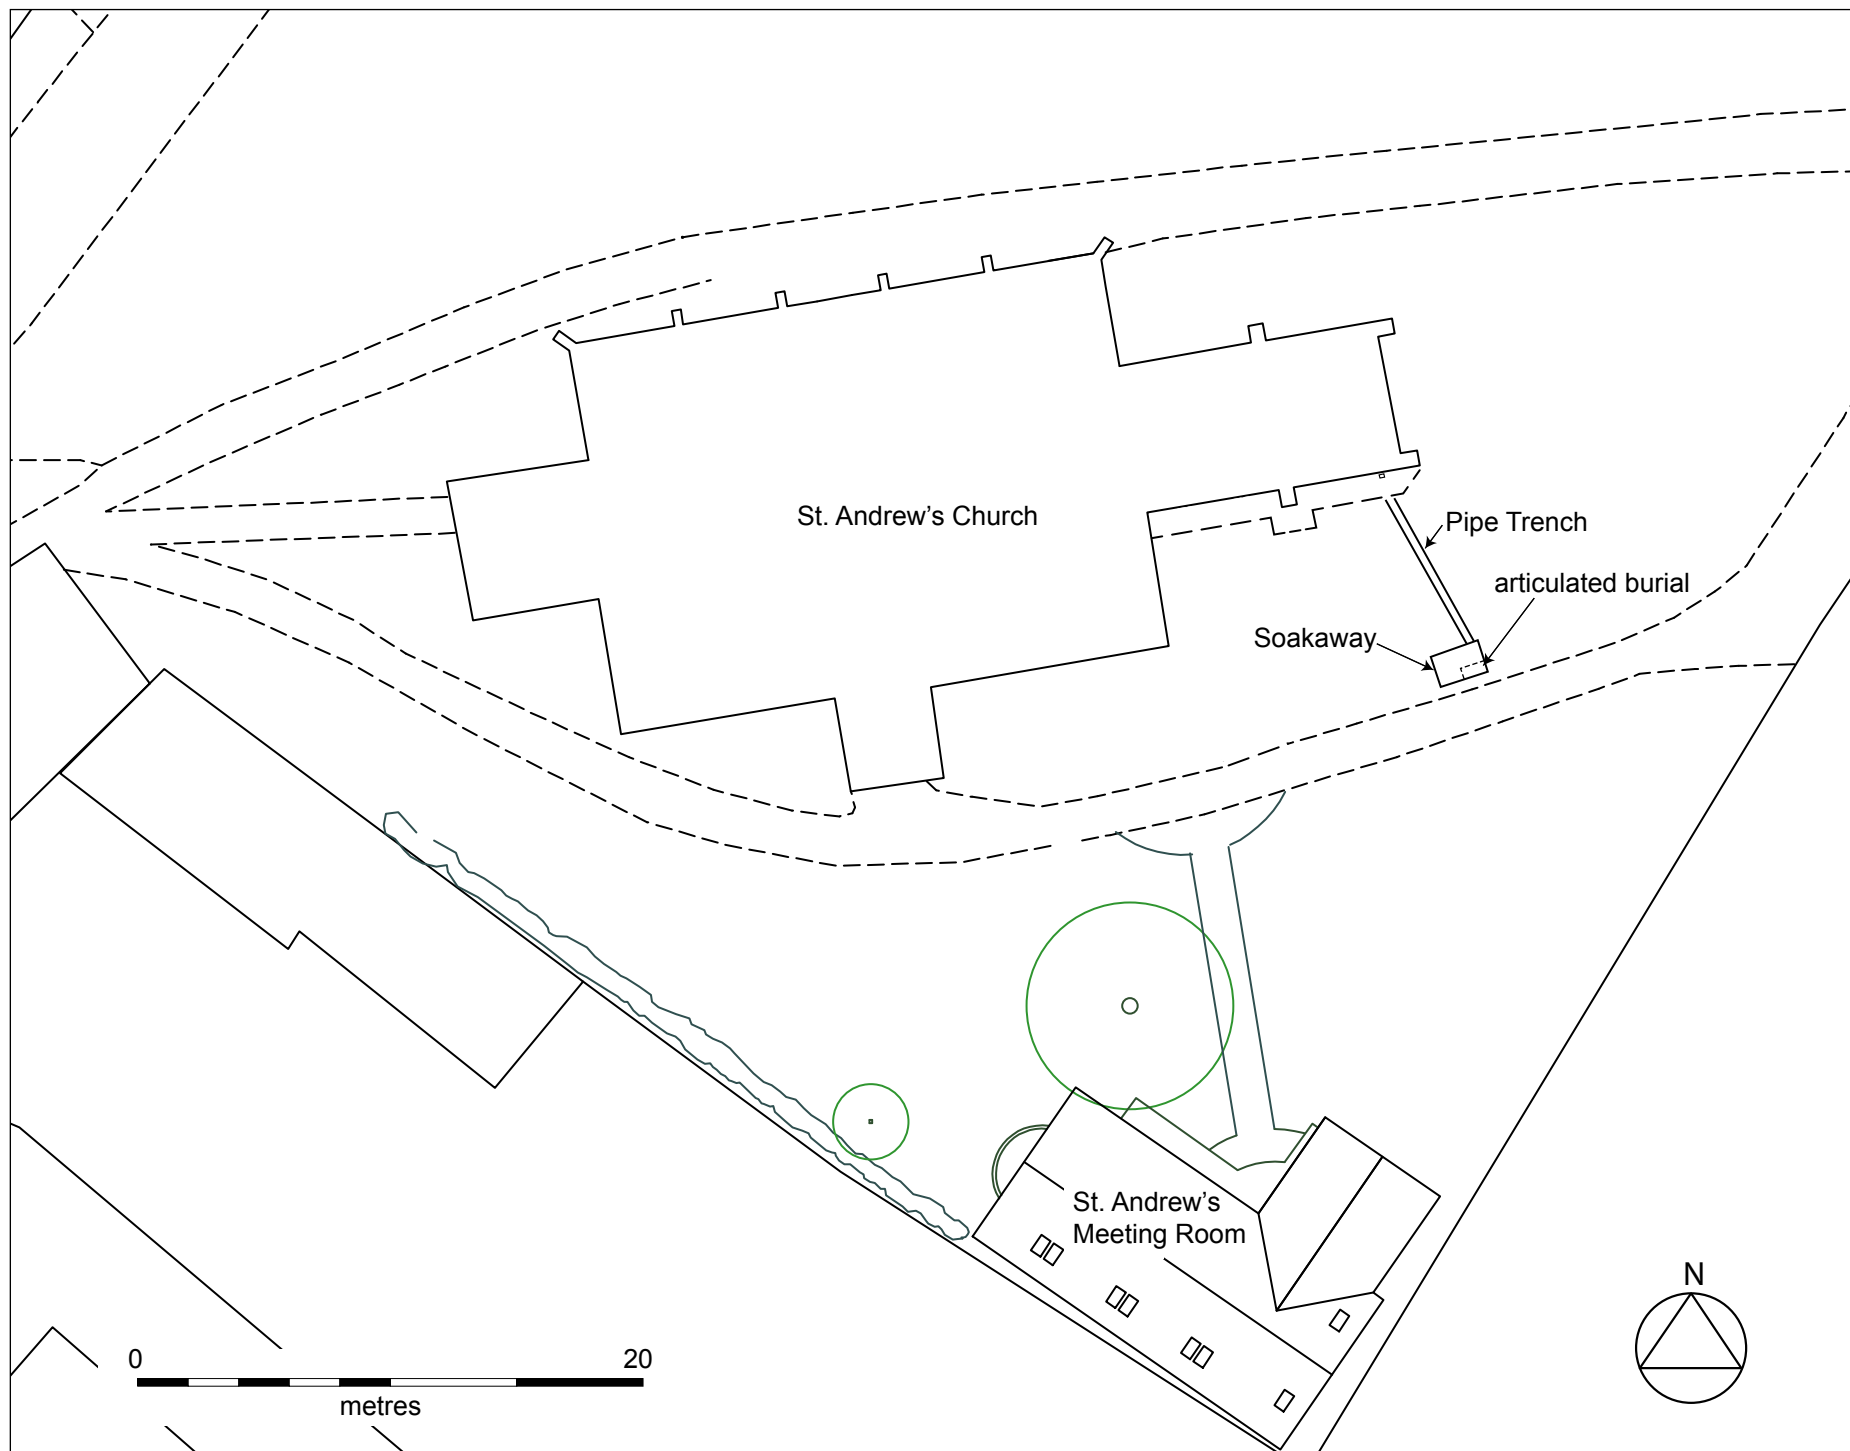 St. Andrew’s Church
Pipe Trench
articulated burial
Soakaway
St. Andrew’s
Meeting Room
N
0 20
metres